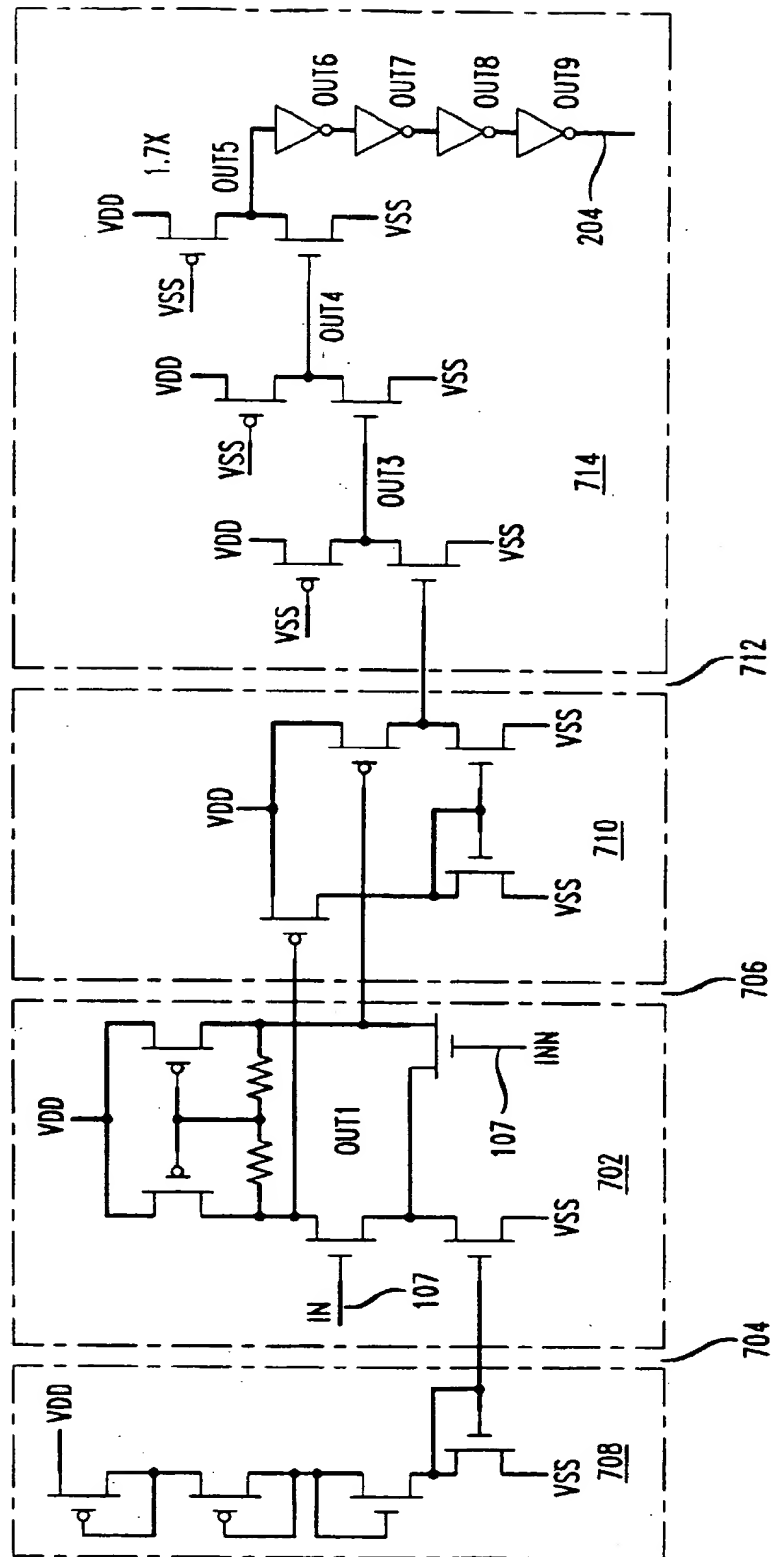 VDD
VSS
708
704
VDD
IN
107
OUT1
107
INN
VSS
702
706
VDD
VSS
VSS
710
712
VDD
VSS
OUT3
VSS
VDD
VSS
OUT4
VSS
VDD
1.7X
VSS
OUT5
VSS
OUT6
OUT7
OUT8
OUT9
204
714